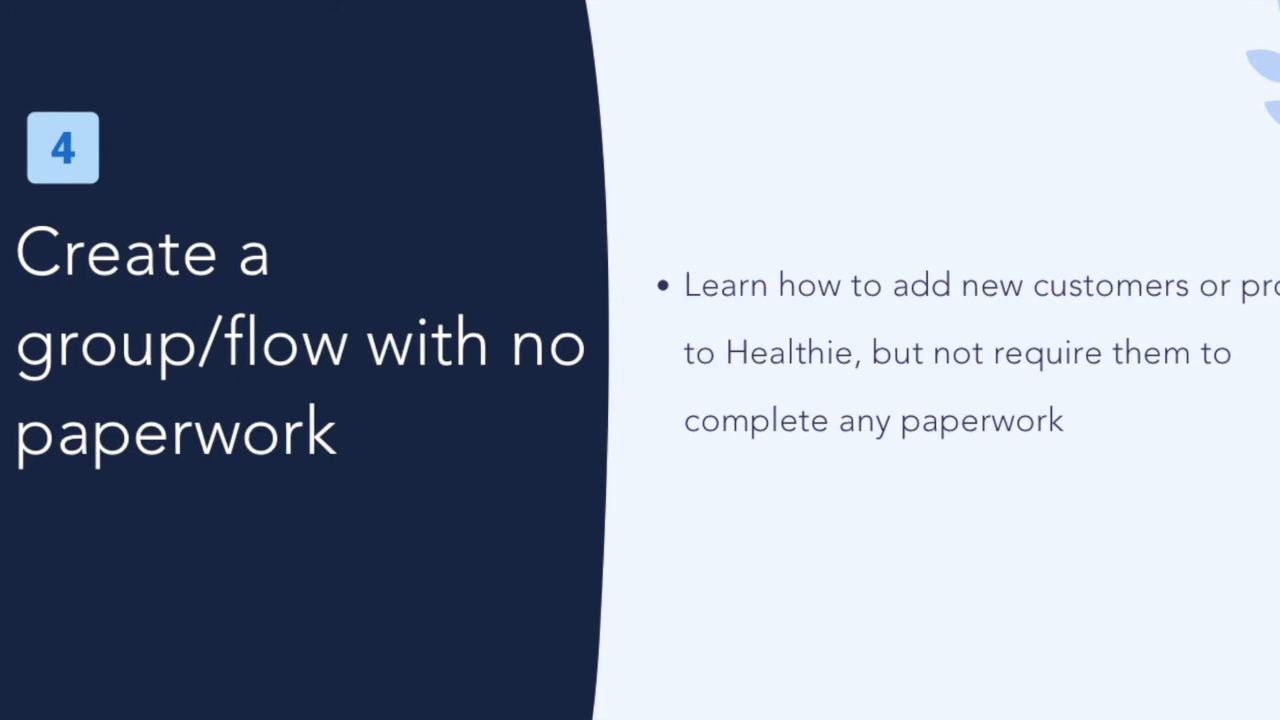 4
Create a
group/flow with no
paperwork
• Learn how to add new customers or
to Healthie, but not require them to
complete any paperwork